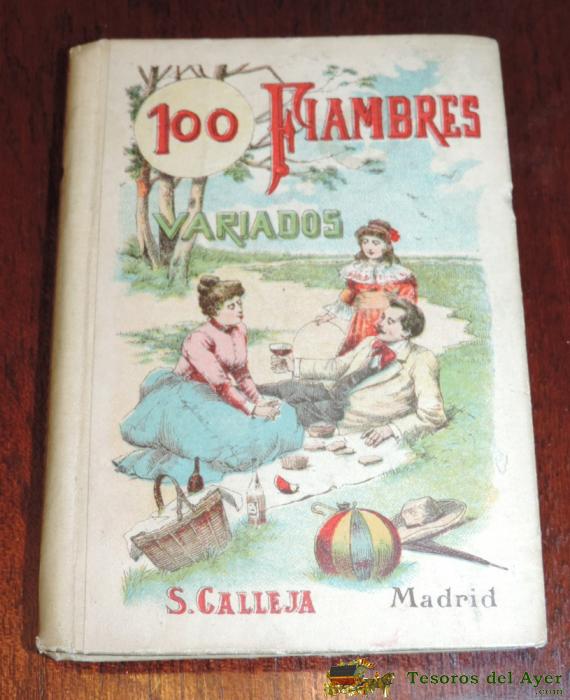 100 FIAMBRES
VARIADOS
S. CALLEJA Madrid
Tesoros del Ayer
.com